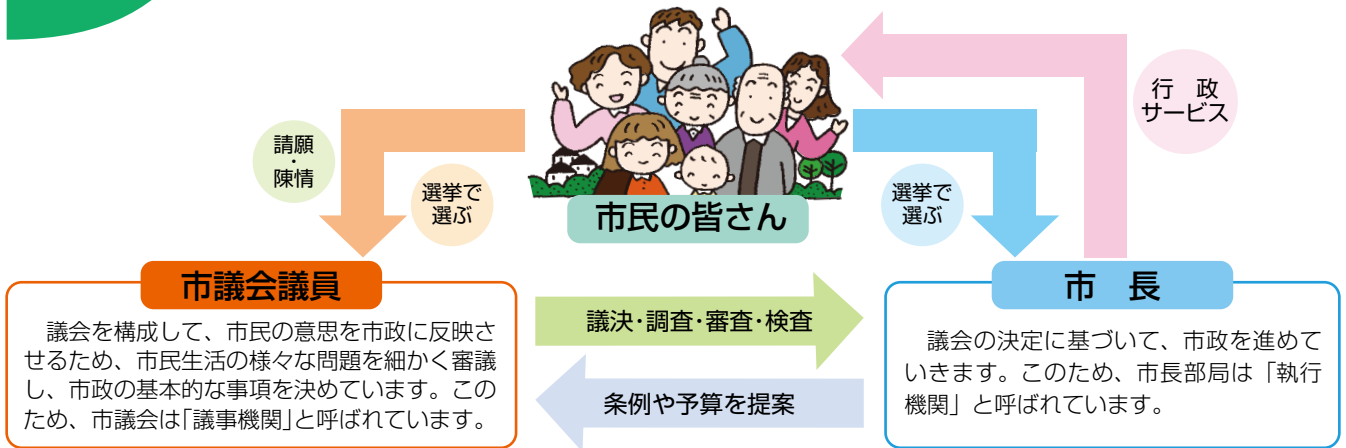 行　政
サービス
請願
・
陳情
選挙で
選ぶ
選挙で
選ぶ
市民の皆さん
市議会議員
　議会を構成して、市民の意思を市政に反映さ
せるため、市民生活の様々な問題を細かく審議
し、市政の基本的な事項を決めています。この
ため、市議会は「議事機関」と呼ばれています。
議決・調査・審査・検査
条例や予算を提案
市　長
　議会の決定に基づいて、市政を進めて
いきます。このため、市長部局は「執行
機関」と呼ばれています。